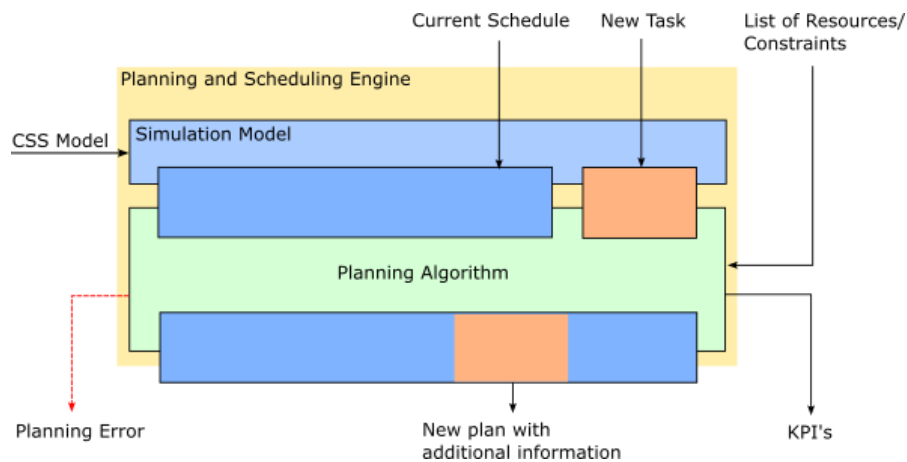 Current Schedule
New Task
List of Resources/
Constraints
Planning and Scheduling Engine
CSS Model
Simulation Model
Planning Algorithm
Planning Error
New plan with
additional information
KPI's